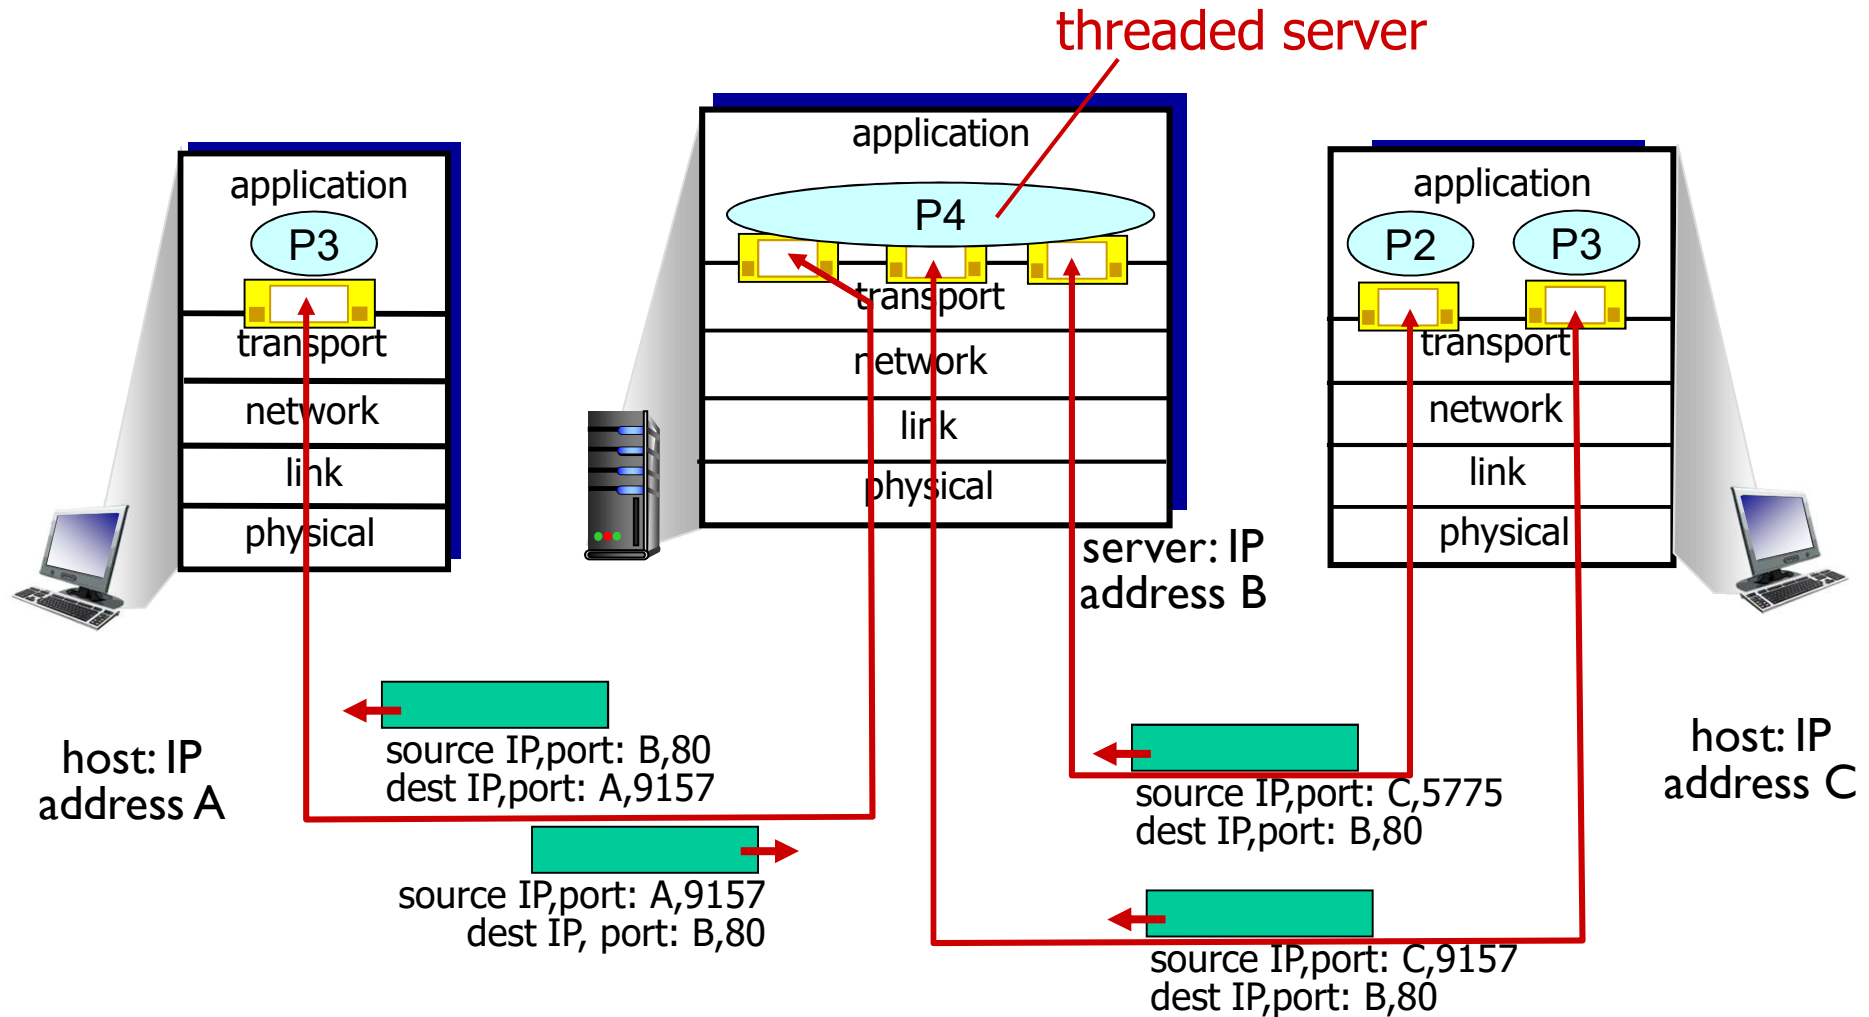 threaded server
application
P3
transport
network
link
physical
application
P4
transport
network
link
physical
application
P2
P3
transport
network
link
physical
server: IP
address B
host: IP
address A
source IP,port: B,80
dest IP,port: A,9157
source IP,port: A,9157
dest IP, port: B,80
source IP,port: C,5775
dest IP,port: B,80
source IP,port: C,9157
dest IP,port: B,80
host: IP
address C